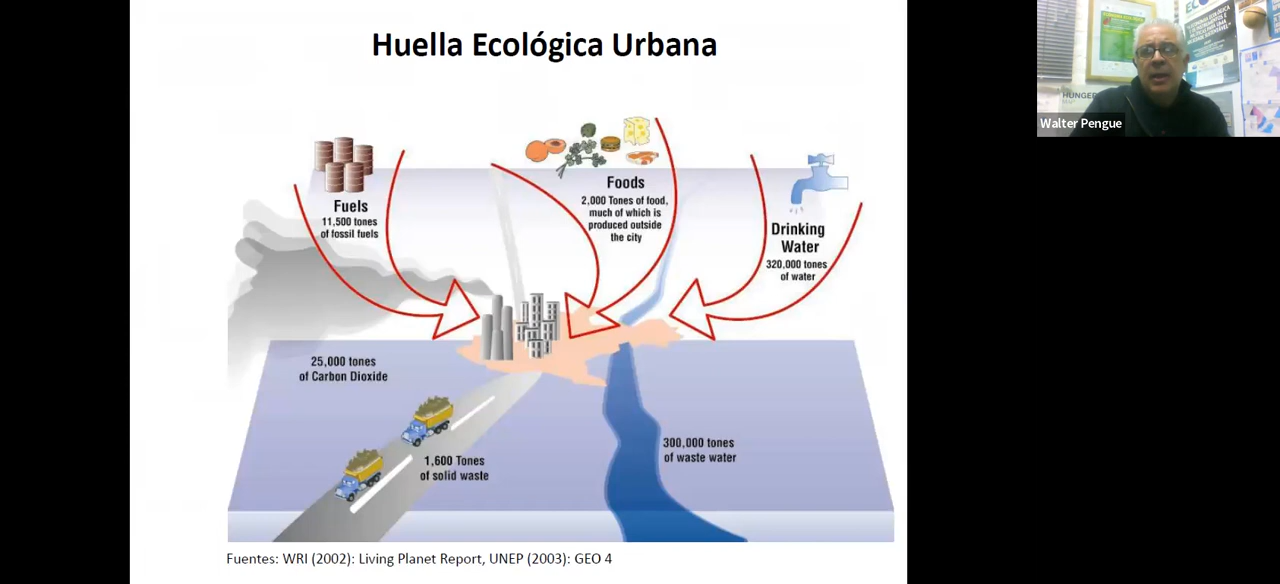 Huella Ecológica Urbana
Fuels
11,500 tones
of fossil fuels
Foods
2,000 Tones of food,
much of which is
produced outside
the city
Drinking
Water
320,000 tones
of water
25,000 tones
of Carbon Dioxide
1,600 Tones
of solid waste
300,000 tones
of waste water
Fuentes: WRI (2002): Living Planet Report, UNEP (2003): GEO 4
HUNGER
MAP
Walter Pengue